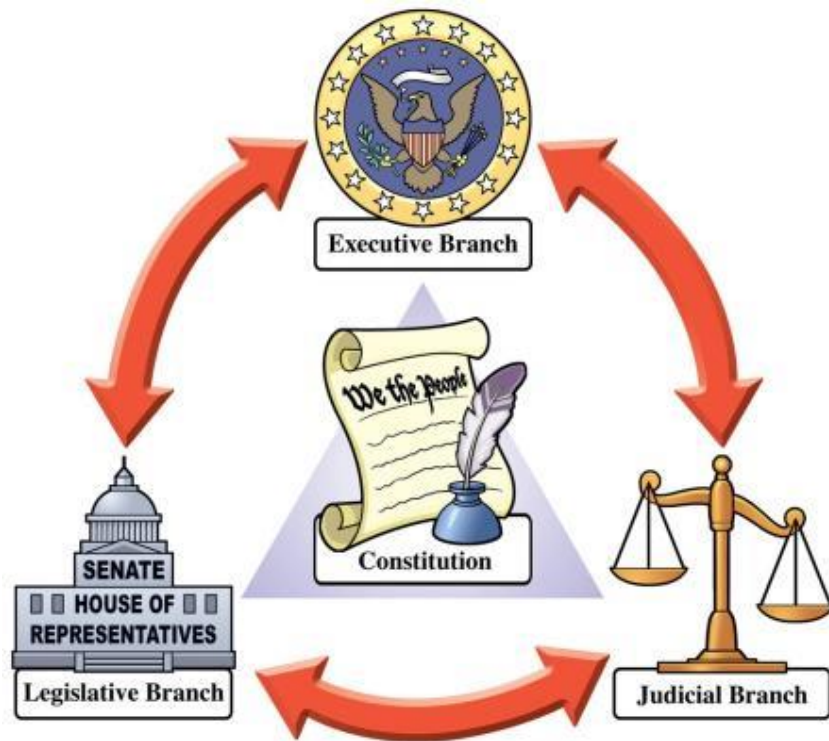 Executive Branch
We the People
Constitution
SENATE
HOUSE OF
REPRESENTATIVES
Legislative Branch
Judicial Branch